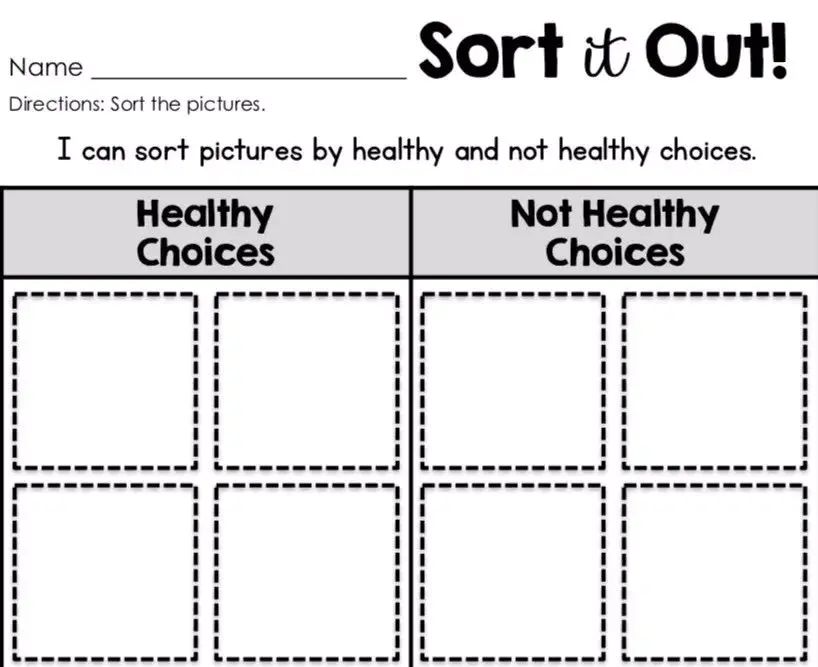 Sort it Out!
Name
Directions: Sort the pictures.
I can sort pictures by healthy and not healthy choices.
Healthy
Choices
Not Healthy
Choices